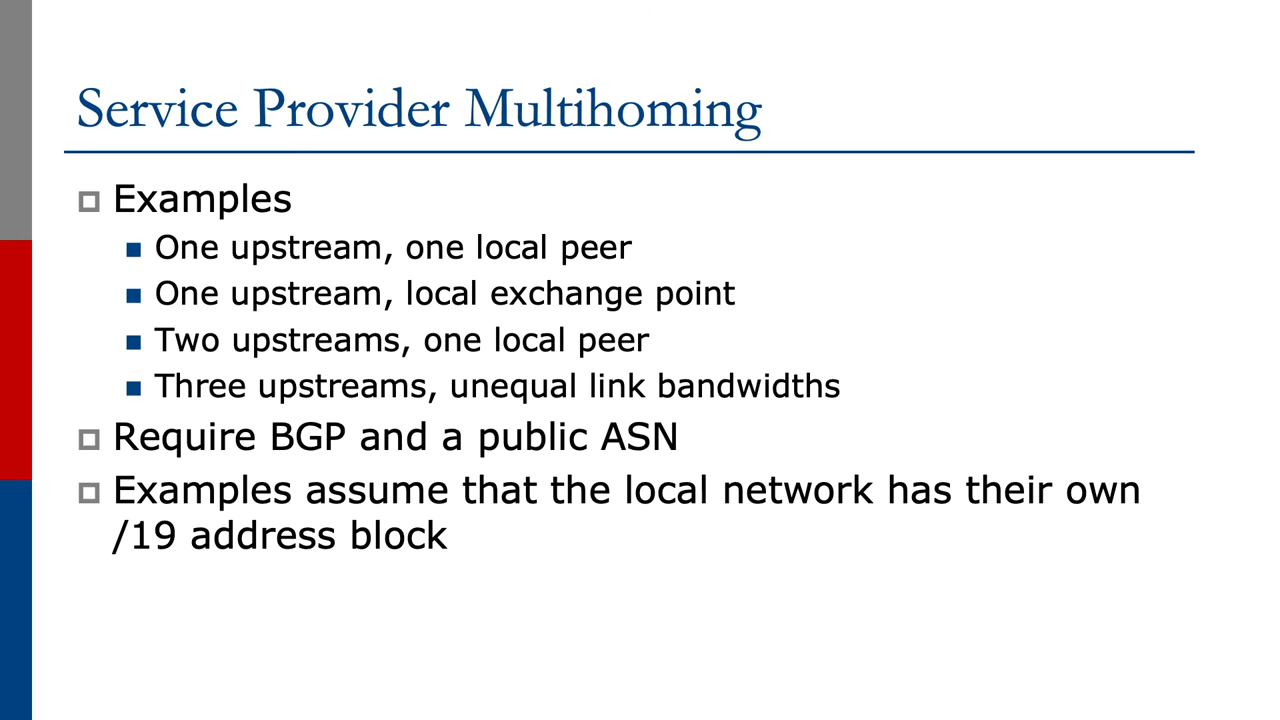 Service Provider Multihoming
Examples
One upstream, one local peer
One upstream, local exchange point
Two upstreams, one local peer
Three upstreams, unequal link bandwidths
Require BGP and a public ASN
Examples assume that the local network has their own
/19 address block